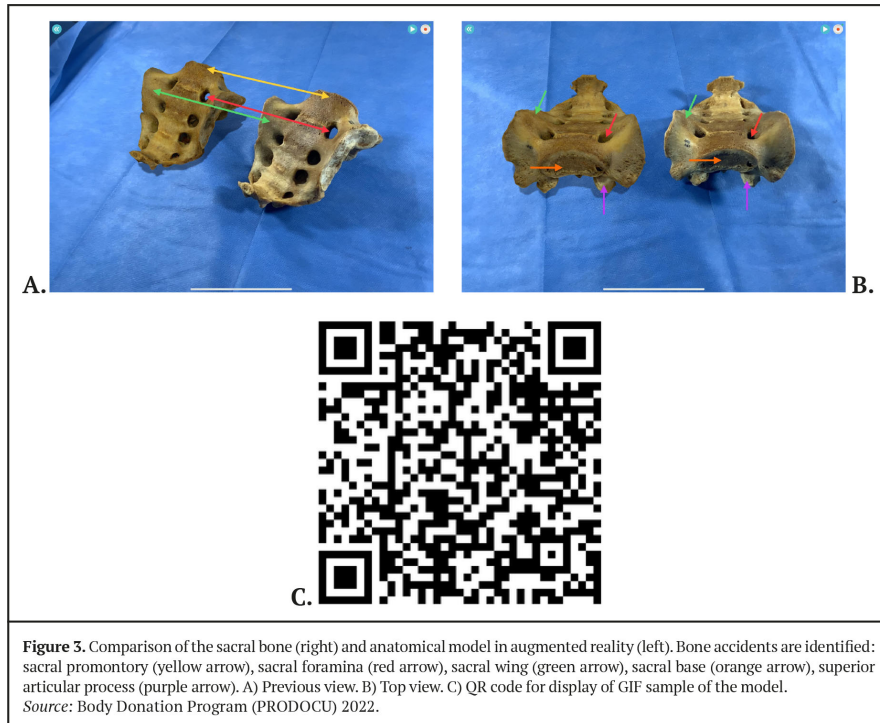 A.
B.
C.
Figure 3. Comparison of the sacral bone (right) and anatomical model in augmented reality (left). Bone accidents are identified:
sacral promontory (yellow arrow), sacral foramina (red arrow), sacral wing (green arrow), sacral base (orange arrow), superior
articular process (purple arrow). A) Previous view. B) Top view. C) QR code for display of GIF sample of the model.
Source: Body Donation Program (PRODOCU) 2022.